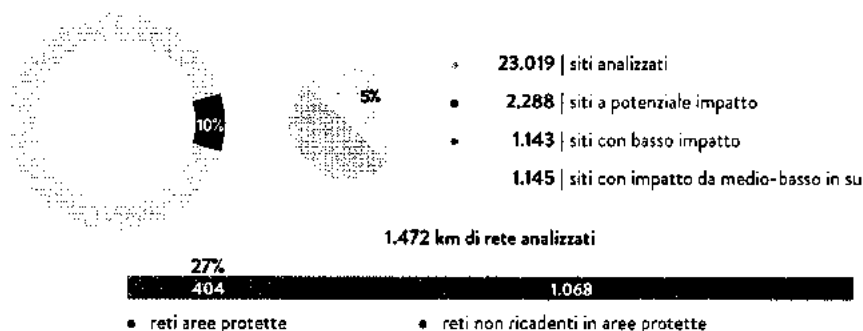 10%
5%
23.019 | siti analizzati
2.288 | siti a potenziale impatto
1.143 | siti con basso impatto
1.145 | siti con impatto da medio-basso in su
1.472 km di rete analizzati
27%
404 1.068
reti aree protette reti non ricadenti in aree protette